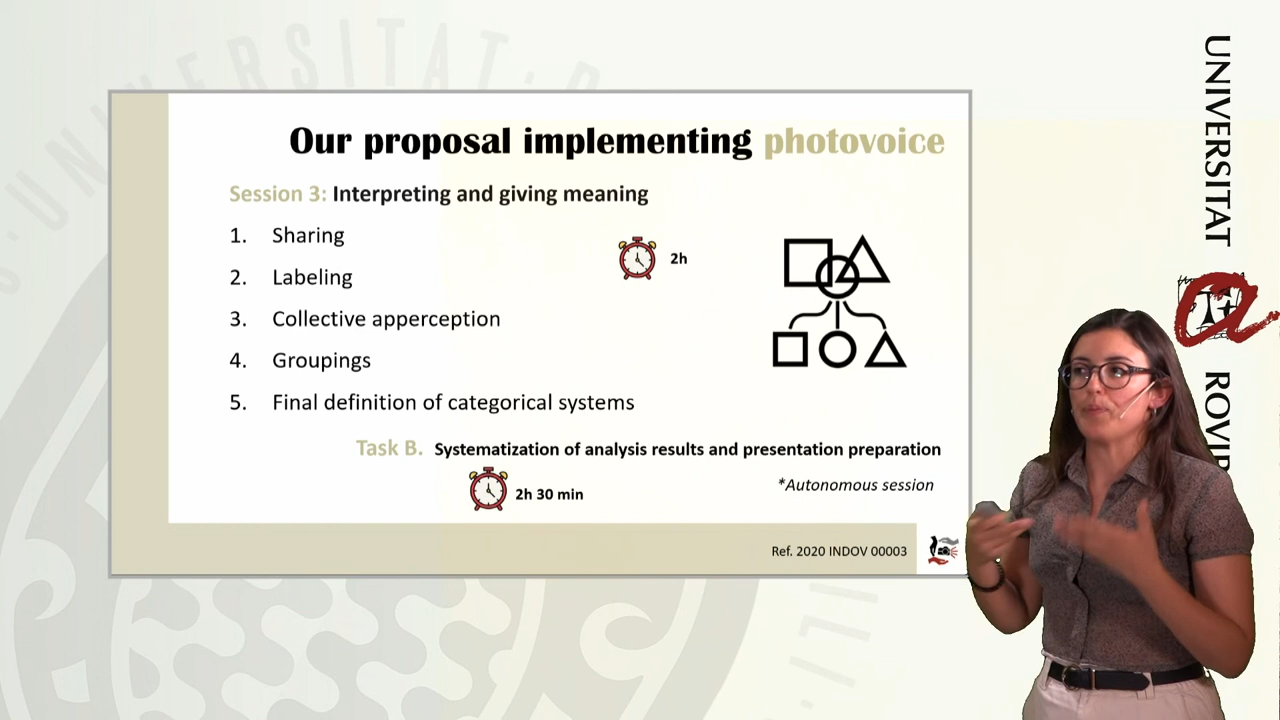 Our proposal implementing photovoice
Session 3: Interpreting and giving meaning
1. Sharing
2. Labeling
3. Collective apperception
4. Groupings
5. Final definition of categorical systems
2h
Task B. Systematization of analysis results and presentation preparation
2h 30 min
*Autonomous session
Ref. 2020 INDOV 00003
UNIVERSITAT